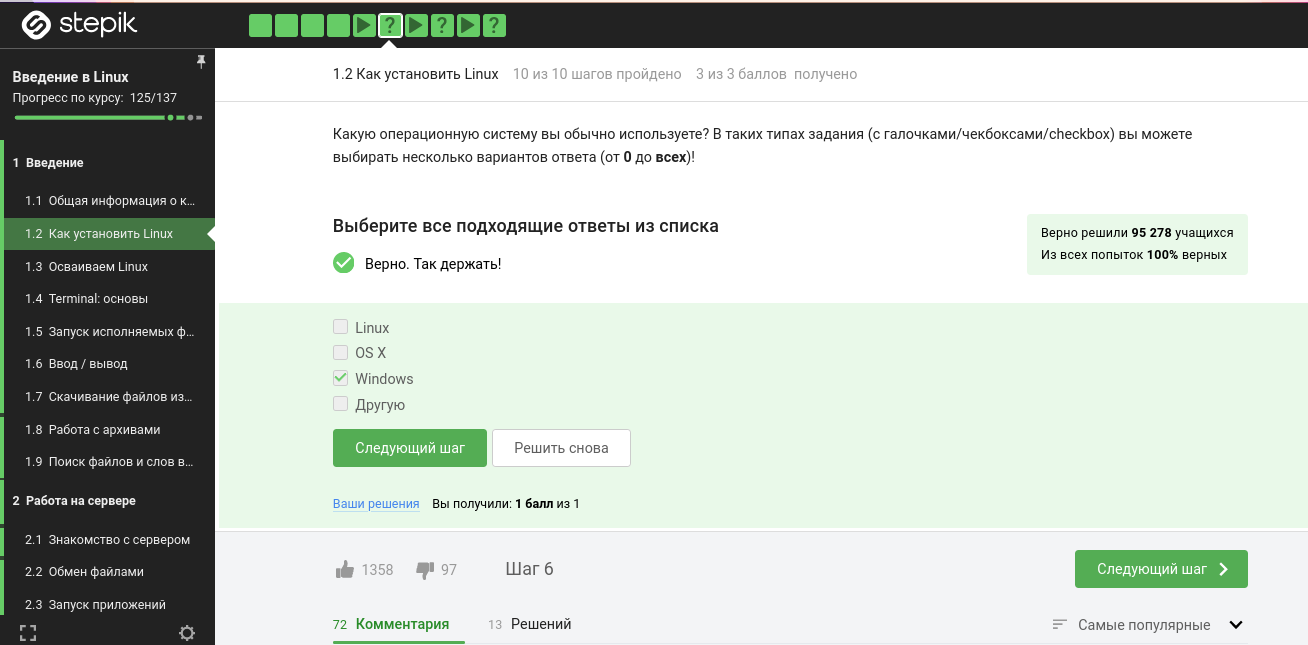 stepik
? ? ?
Введение в Linux
Прогресс по курсу: 125/137
1 Введение
1.1 Общая информация о к...
1.2 Как установить Linux
1.3 Осваиваем Linux
1.4 Terminal: основы
1.5 Запуск исполняемых ф...
1.6 Ввод / вывод
1.7 Скачивание файлов из...
1.8 Работа с архивами
1.9 Поиск файлов и слов в...
2 Работа на сервере
2.1 Знакомство с сервером
2.2 Обмен файлами
2.3 Запуск приложений
1.2 Как установить Linux 10 из 10 шагов пройдено 3 из 3 баллов получено
Какую операционную систему вы обычно используете? В таких типах задания (с галочками/чекбоксами/checkbox) вы можете
выбирать несколько вариантов ответа (от 0 до всех)!
Выберите все подходящие ответы из списка
Верно. Так держать!
Верно решили 95 278 учащихся
Из всех попыток 100% верных
Linux
OS X
Windows
Другую
Следующий шаг Решить снова
Ваши решения Вы получили: 1 балл из 1
1358 97 Шаг 6 Следующий шаг
72 Комментария 13 Решений Самые популярные